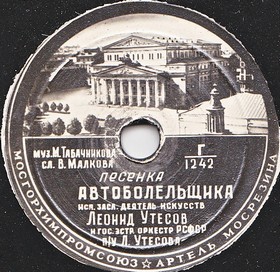 МУЗ. М. ТАБАЧНИКОВА
СЛ. В. МАЛКОВА
Г
1242
ПЕСЕНКА
АВТОБОЛЕЛЬЩИКА
ИСП. ЗАСЛ. ДЕЯТЕЛЬ ИСКУССТВ
ЛЕОНИД УТЕСОВ
И ГОС. ЭСТР. ОРКЕСТР РСФСР
П/У Л. УТЕСОВА
МОСГОРХИМПРОМСОЮЗ ☆ АРТЕЛЬ МОСРЕЗИНА